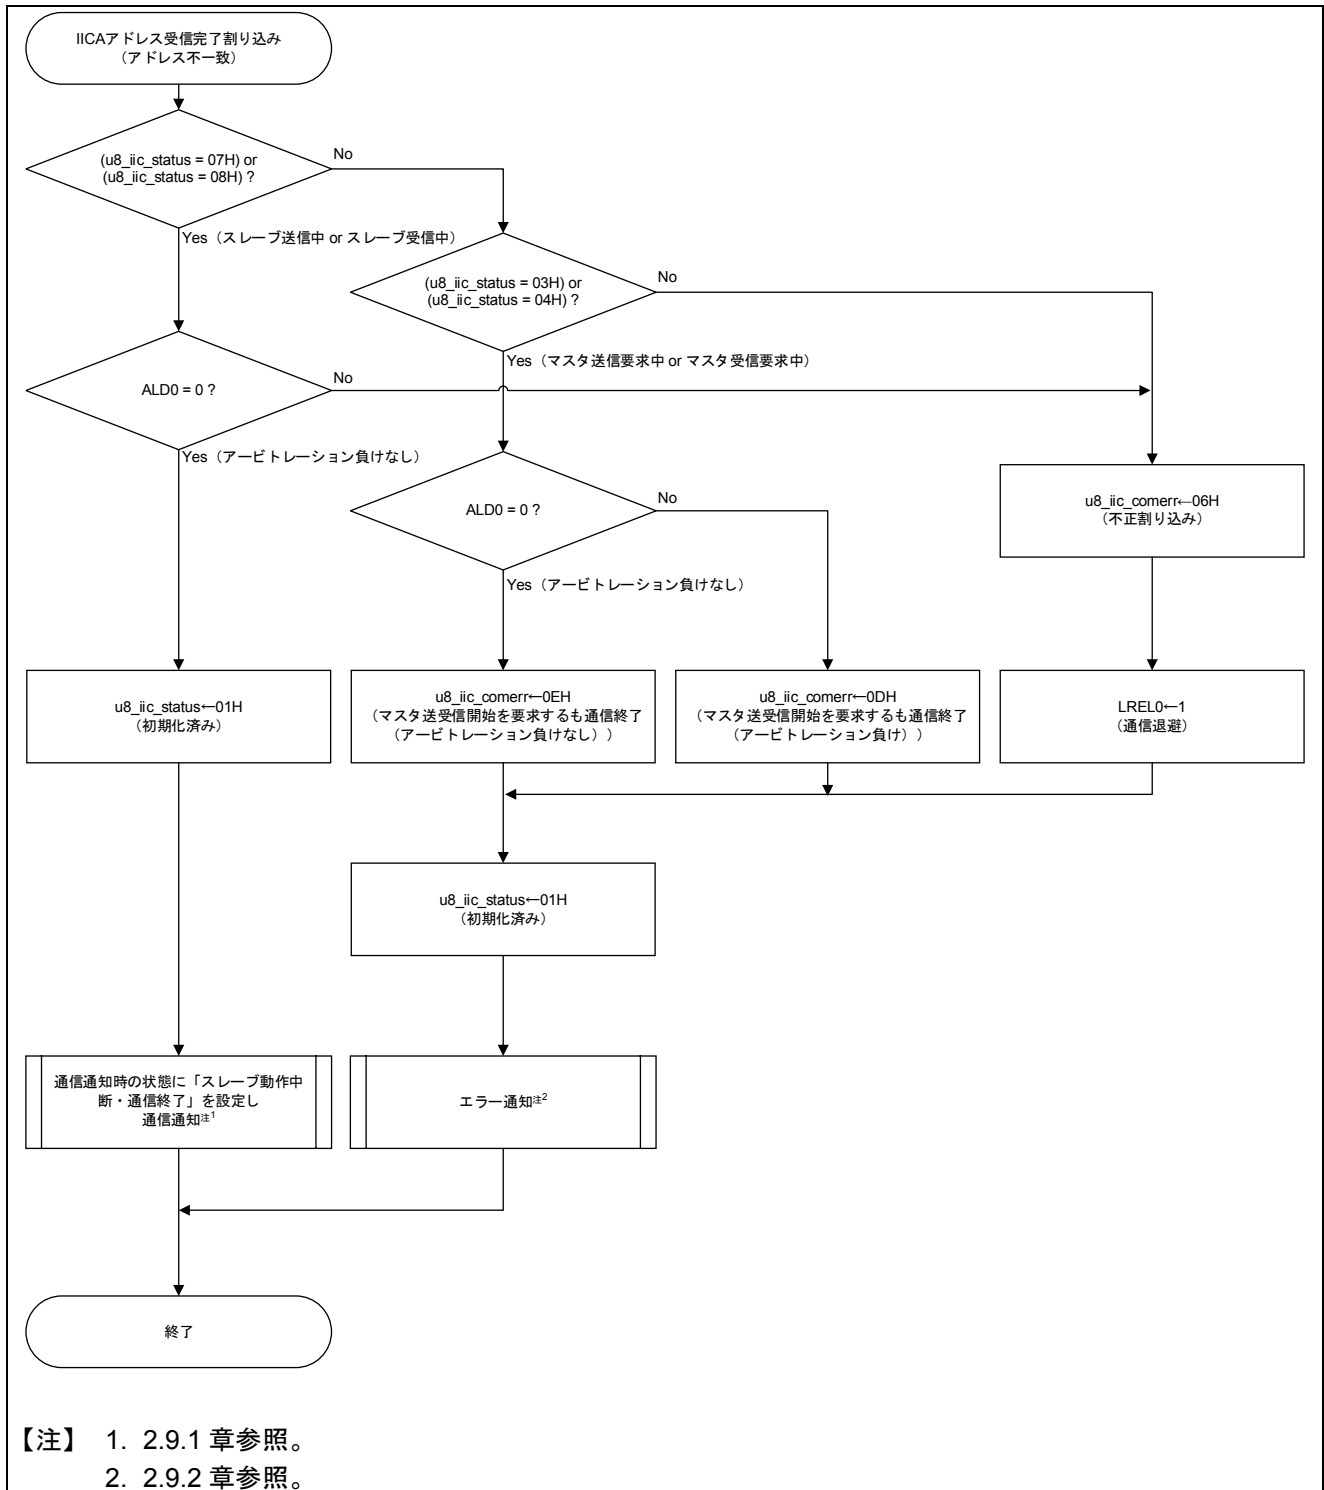 IICAアドレス受信完了割り込み
（アドレス不一致）
(u8_iic_status = 07H) or
(u8_iic_status = 08H) ?
No
Yes（スレーブ送信中 or スレーブ受信中）
(u8_iic_status = 03H) or
(u8_iic_status = 04H) ?
No
Yes（マスタ送信要求中 or マスタ受信要求中）
ALD0 = 0 ?
No
Yes（アービトレーション負けなし）
ALD0 = 0 ?
No
Yes（アービトレーション負けなし）
u8_iic_comerr←06H
（不正割り込み）
u8_iic_status←01H
（初期化済み）
u8_iic_comerr←0EH
（マスタ送受信開始を要求するも通信終了
（アービトレーション負けなし））
u8_iic_comerr←0DH
（マスタ送受信開始を要求するも通信終了
（アービトレーション負け））
LREL0←1
（通信退避）
u8_iic_status←01H
（初期化済み）
通信通知時の状態に「スレーブ動作中
断・通信終了」を設定し
通信通知注1
エラー通知注2
終了
【注】 1. 2.9.1 章参照。
2. 2.9.2 章参照。